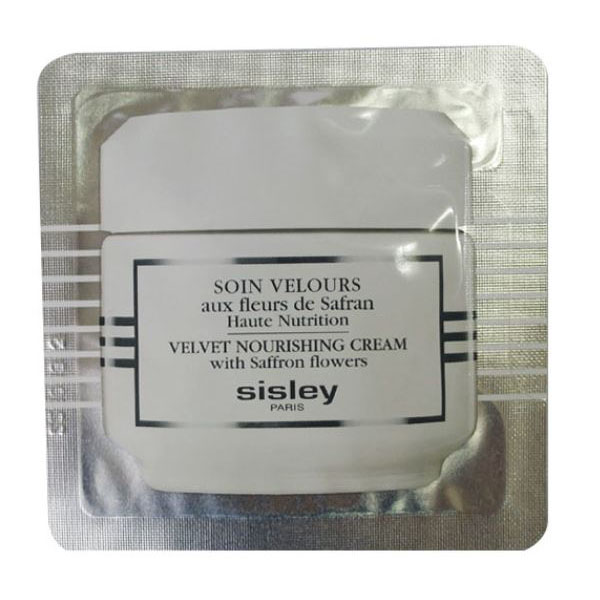 SOIN VELOURS
aux fleurs de Safran
Haute Nutrition
VELVET NOURISHING CREAM
with Saffron flowers
sisley
PARIS